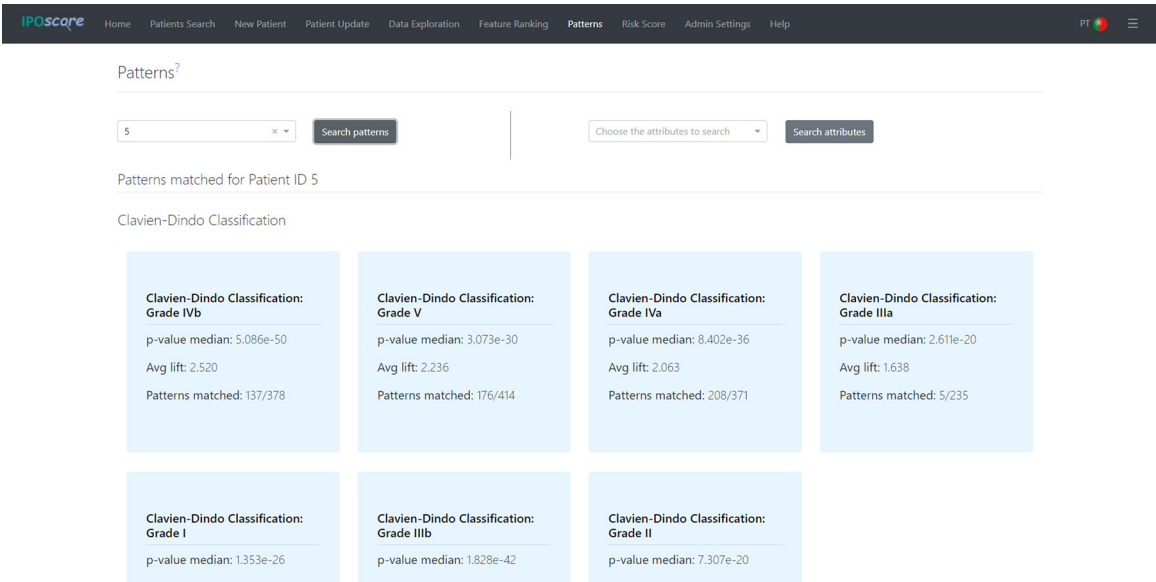 IPOscore Home Patients Search New Patient Patient Update Data Exploration Feature Ranking Patterns Risk Score Admin Settings Help PT
Patterns?
5 Search patterns Choose the attributes to search Search attributes
Patterns matched for Patient ID 5
Clavien-Dindo Classification
Clavien-Dindo Classification:
Grade IVb
p-value median: 5.086e-50
Avg lift: 2.520
Patterns matched: 137/378
Clavien-Dindo Classification:
Grade V
p-value median: 3.073e-30
Avg lift: 2.236
Patterns matched: 176/414
Clavien-Dindo Classification:
Grade IVa
p-value median: 8.402e-36
Avg lift: 2.063
Patterns matched: 208/371
Clavien-Dindo Classification:
Grade IIIa
p-value median: 2.611e-20
Avg lift: 1.638
Patterns matched: 5/235
Clavien-Dindo Classification:
Grade I
p-value median: 1.353e-26
Clavien-Dindo Classification:
Grade IIIb
p-value median: 1.828e-42
Clavien-Dindo Classification:
Grade II
p-value median: 7.307e-20